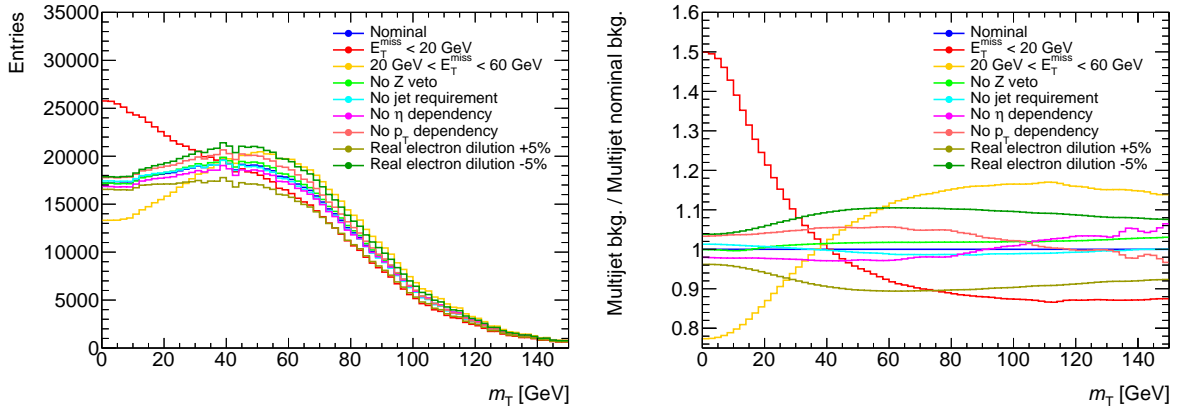 Entries
35000
30000
25000
20000
15000
10000
5000
0
Nominal
E_T^miss < 20 GeV
20 GeV < E_T^miss < 60 GeV
No Z veto
No jet requirement
No η dependency
No p_T dependency
Real electron dilution +5%
Real electron dilution -5%
0 20 40 60 80 100 120 140
m_T [GeV]
Multijet bkg. / Multijet nominal bkg.
1.6
1.5
1.4
1.3
1.2
1.1
1
0.9
0.8
Nominal
E_T^miss < 20 GeV
20 GeV < E_T^miss < 60 GeV
No Z veto
No jet requirement
No η dependency
No p_T dependency
Real electron dilution +5%
Real electron dilution -5%
0 20 40 60 80 100 120 140
m_T [GeV]